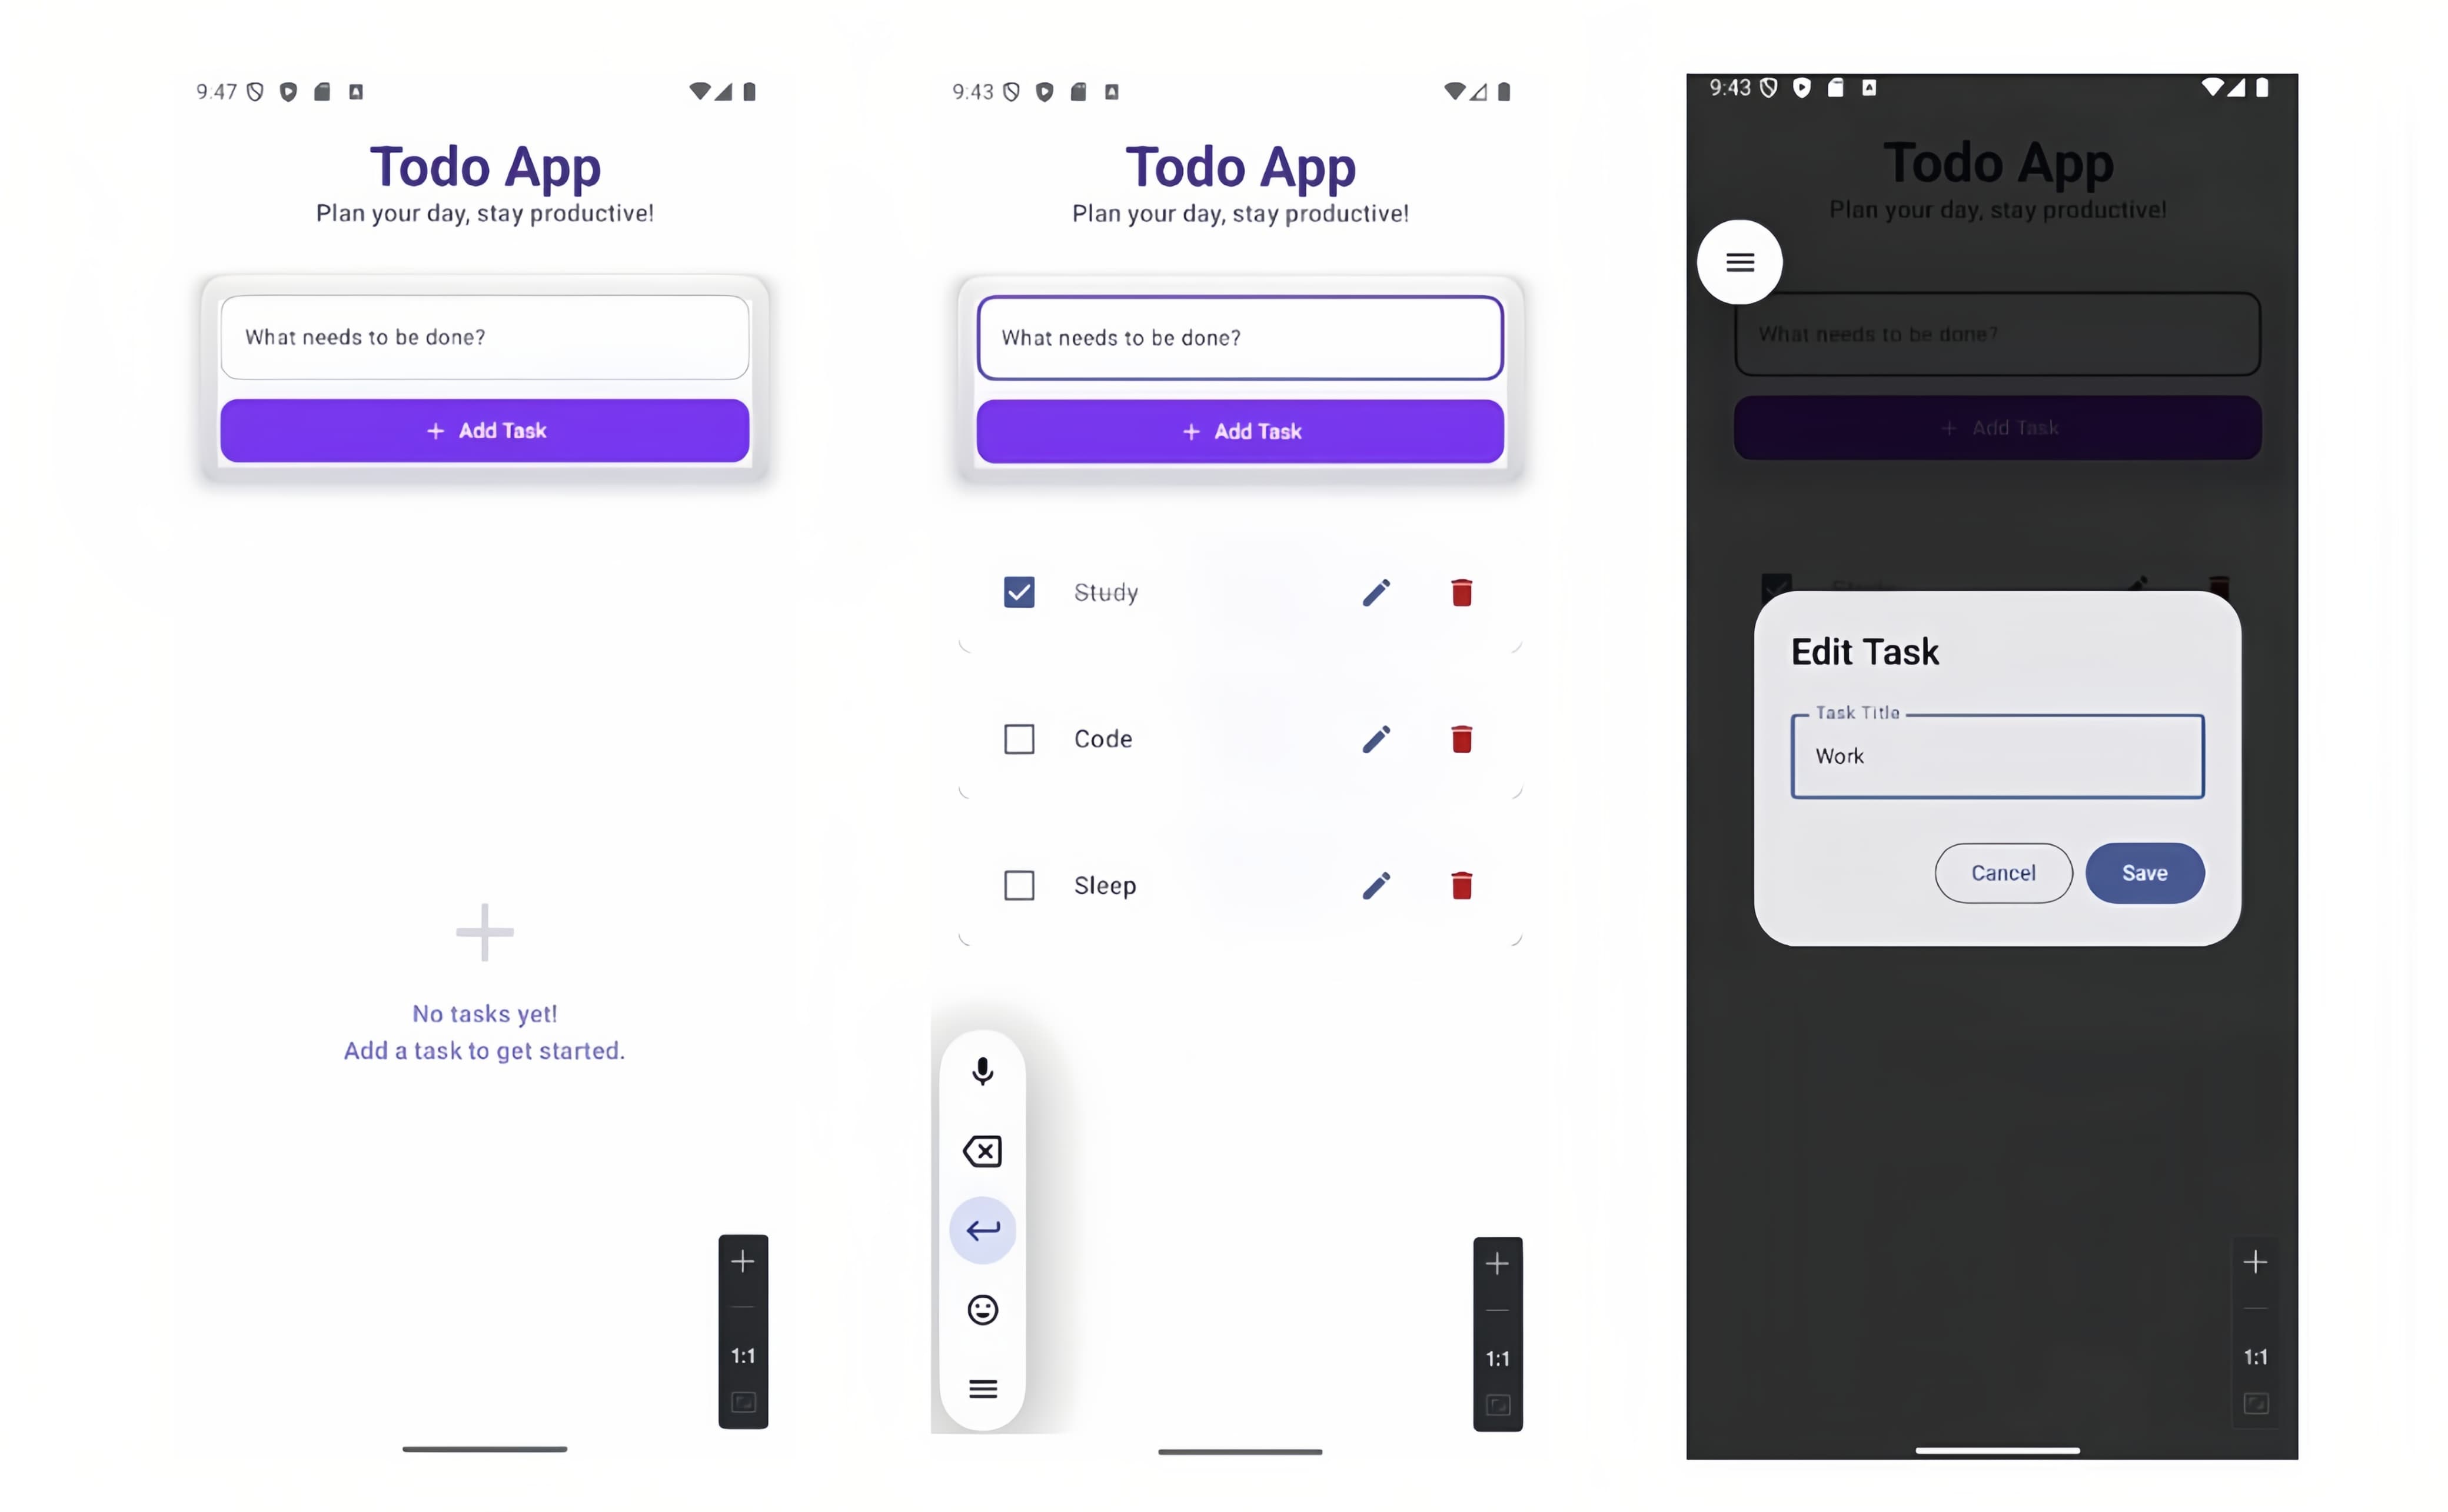 9:47
Todo App
Plan your day, stay productive!
What needs to be done?
+ Add Task
No tasks yet!
Add a task to get started.
1:1
9:43
Todo App
Plan your day, stay productive!
What needs to be done?
+ Add Task
Study
Code
Sleep
1:1
9:43
Todo App
Plan your day, stay productive!
What needs to be done?
+ Add Task
Edit Task
Task Title
Work
Cancel
Save
1:1